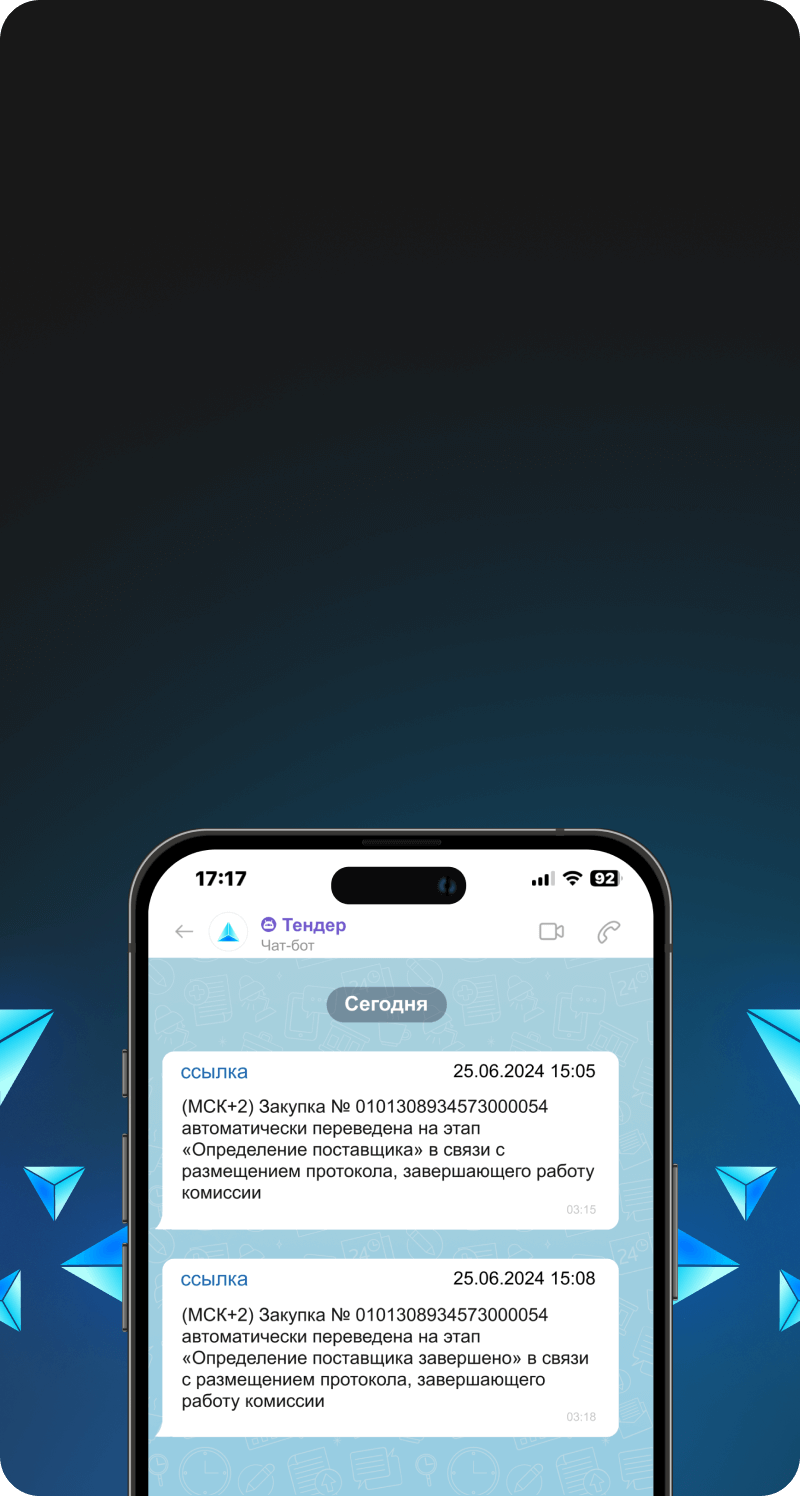 17:17
92
Тендер
Чат-бот
Сегодня
ссылка 25.06.2024 15:05
(МСК+2) Закупка № 0101308934573000054
автоматически переведена на этап
«Определение поставщика» в связи с
размещением протокола, завершающего работу
комиссии
03:15
ссылка 25.06.2024 15:08
(МСК+2) Закупка № 0101308934573000054
автоматически переведена на этап
«Определение поставщика завершено» в связи
с размещением протокола, завершающего
работу комиссии
03:18